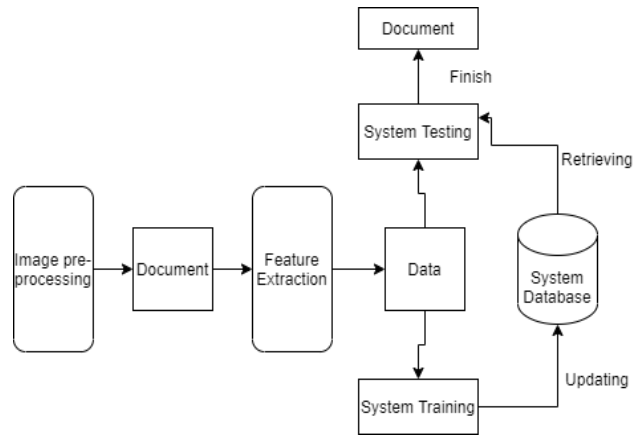 Document
Finish
System Testing
Retrieving
Image pre-
processing
Document
Feature
Extraction
Data
System
Database
Updating
System Training